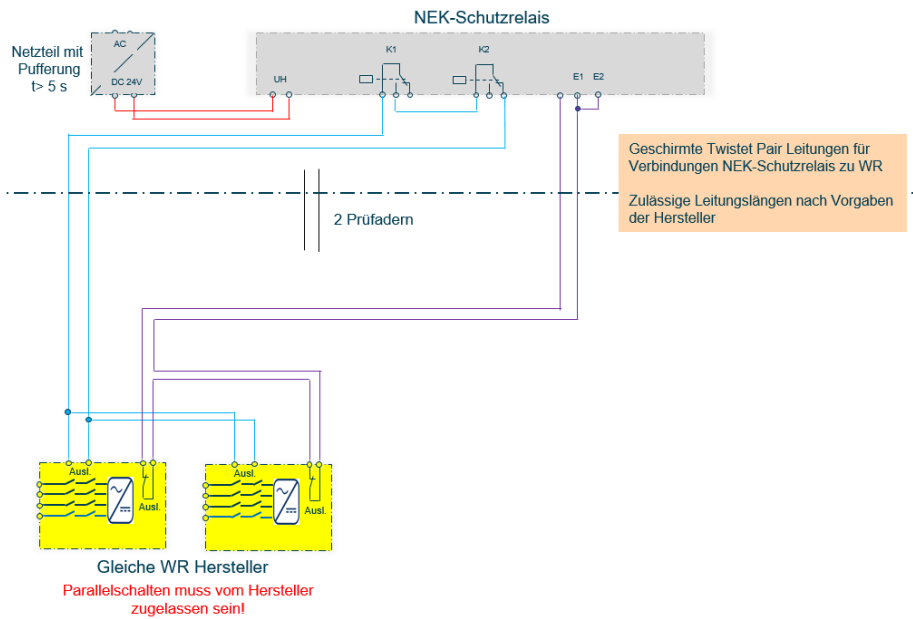 NEK-Schutzrelais
Netzteil mit
Pufferung
t> 5 s
AC
DC 24V
UH
K1
K2
E1
E2
Geschirmte Twistet Pair Leitungen für
Verbindungen NEK-Schutzrelais zu WR
Zulässige Leitungslängen nach Vorgaben
der Hersteller
2 Prüfadern
Ausl.
Ausl.
Ausl.
Ausl.
Gleiche WR Hersteller
Parallelschalten muss vom Hersteller
zugelassen sein!